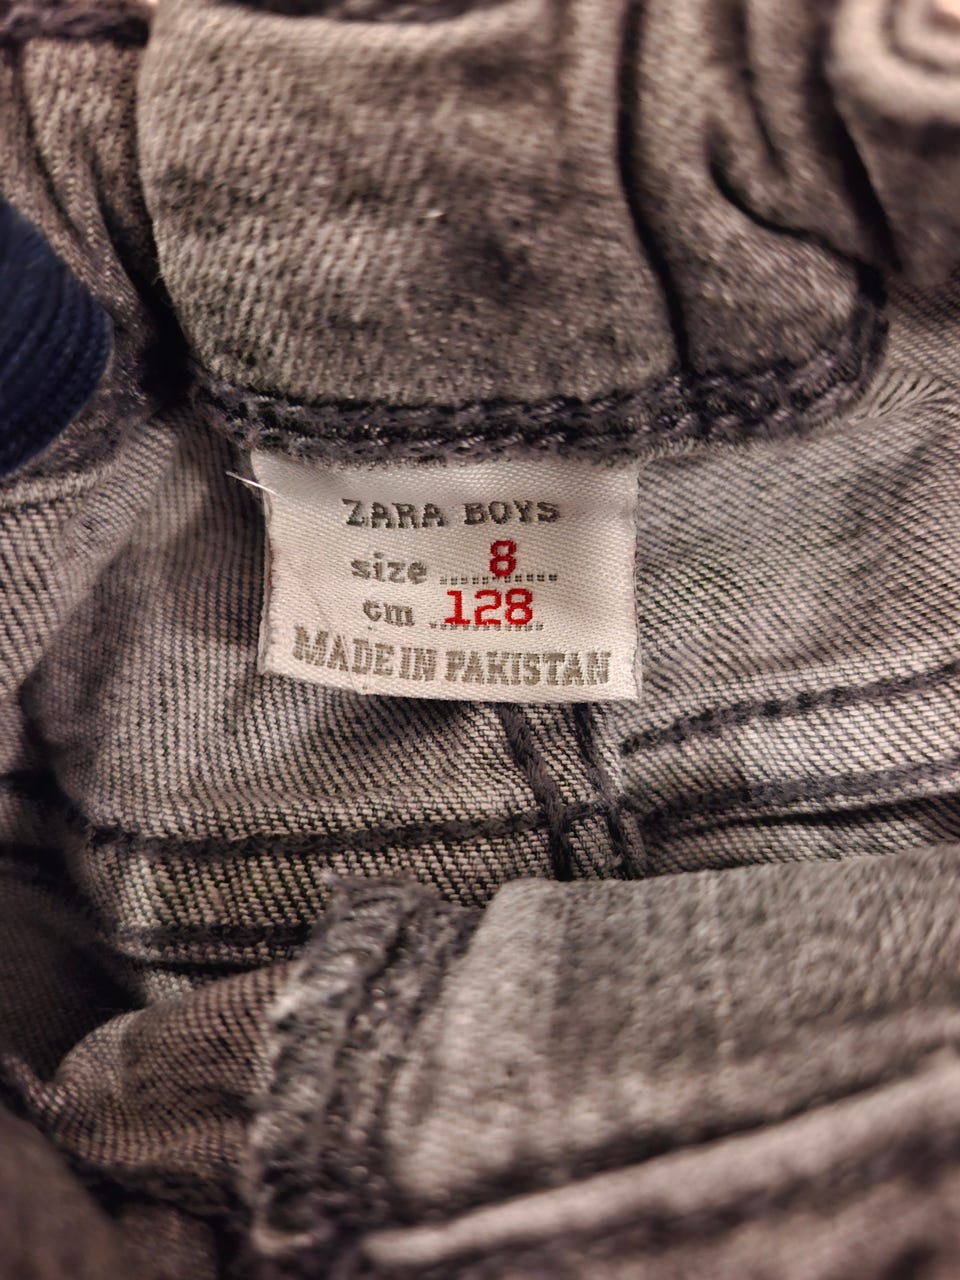 ZARA BOYS
size 8
cm 128
MADE IN PAKISTAN